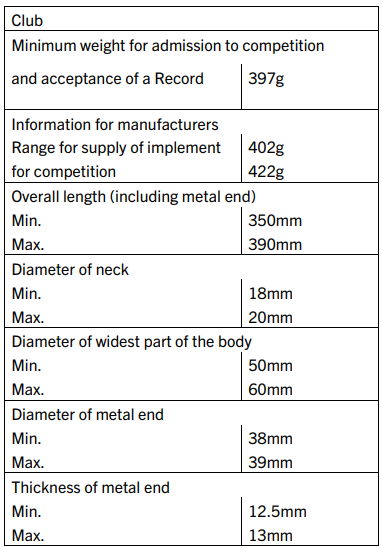 Club
Minimum weight for admission to competition
and acceptance of a Record 397g
Information for manufacturers
Range for supply of implement 402g
for competition 422g
Overall length (including metal end)
Min. 350mm
Max. 390mm
Diameter of neck
Min. 18mm
Max. 20mm
Diameter of widest part of the body
Min. 50mm
Max. 60mm
Diameter of metal end
Min. 38mm
Max. 39mm
Thickness of metal end
Min. 12.5mm
Max. 13mm